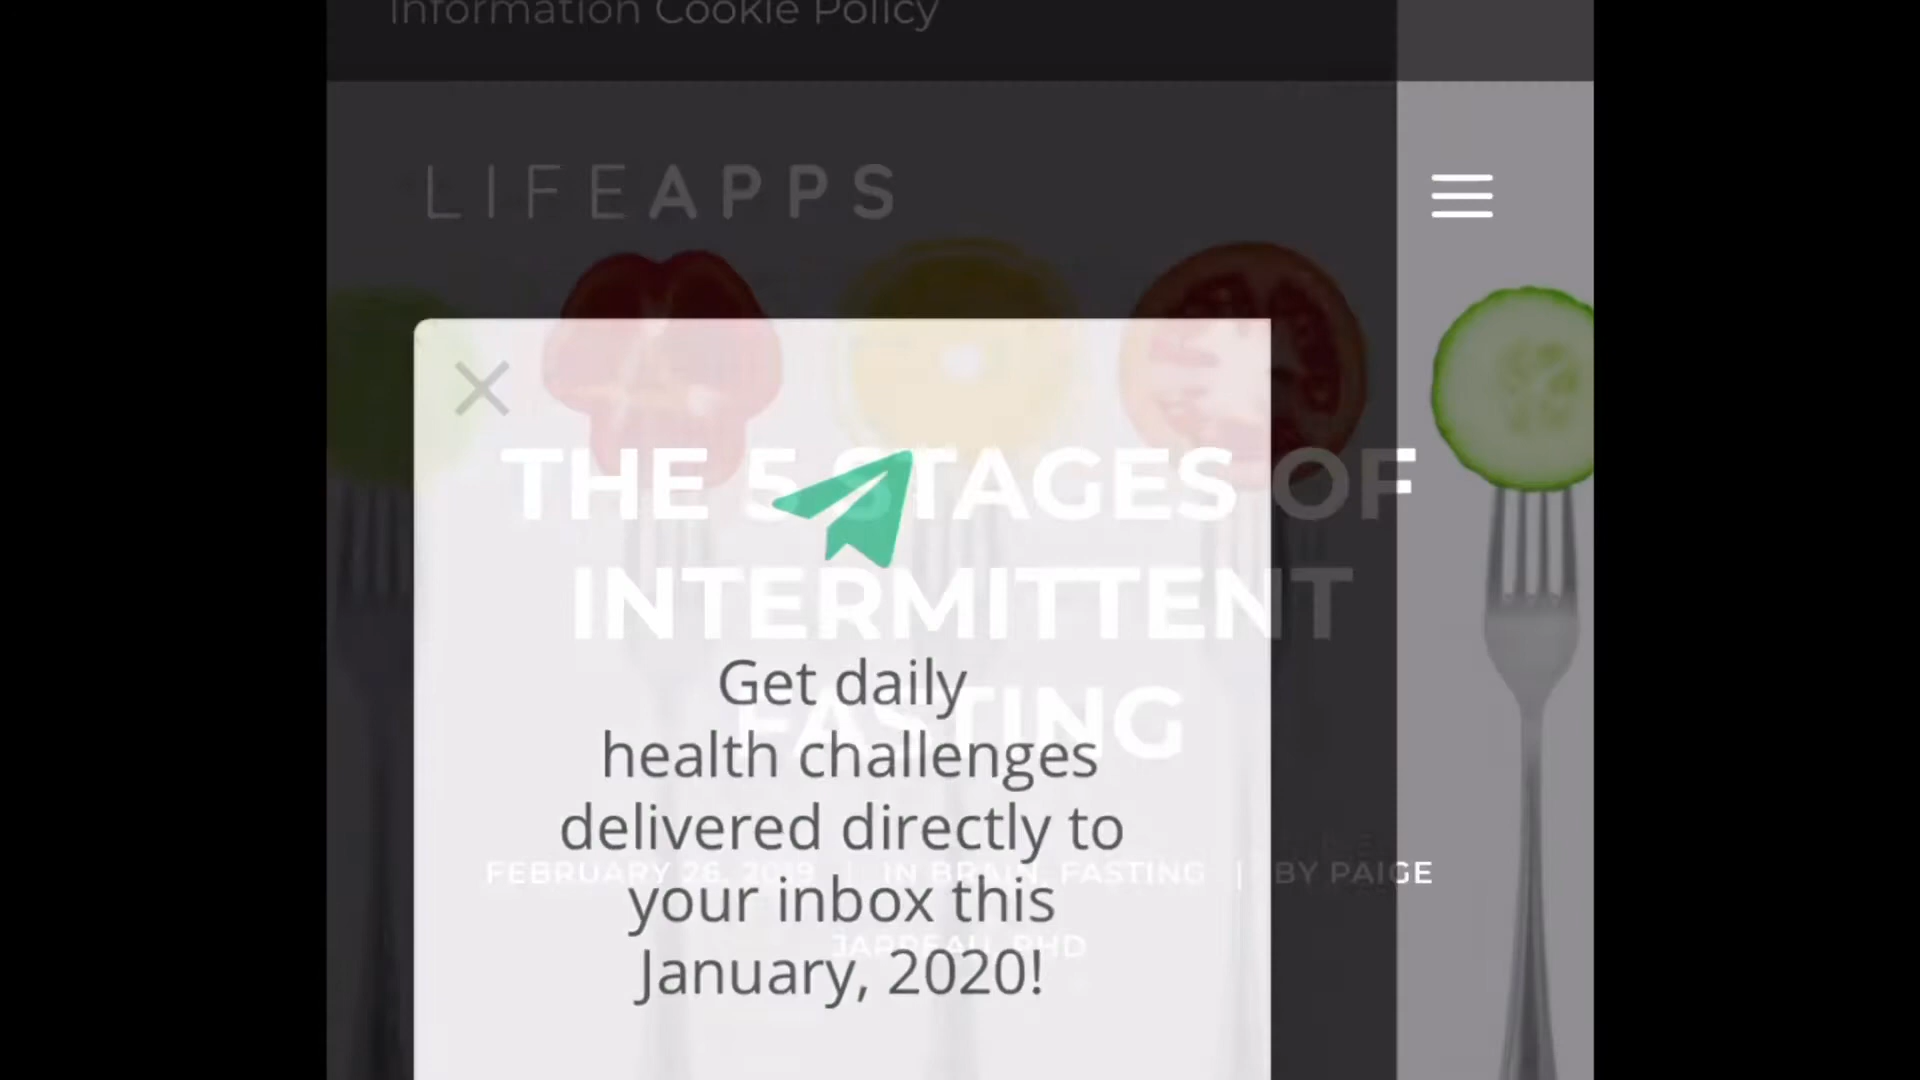 Information Cookie Policy
LIFEAPPS
THE 5 STAGES OF
INTERMITTENT
FASTING
Get daily
health challenges
delivered directly to
your inbox this
January, 2020!
FEBRUARY 26, 2019 | IN BRAIN, FASTING | BY PAIGE
JARREAU, PHD